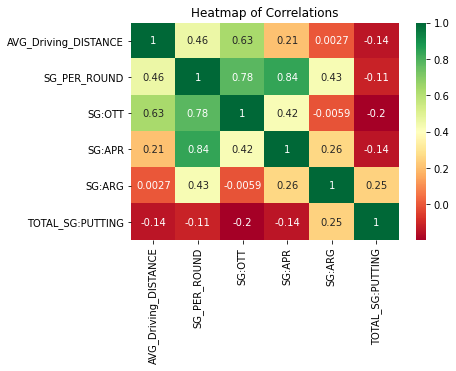 Heatmap of Correlations
AVG_Driving_DISTANCE 1 0.46 0.63 0.21 0.0027 -0.14
SG_PER_ROUND 0.46 1 0.78 0.84 0.43 -0.11
SG:OTT 0.63 0.78 1 0.42 -0.0059 -0.2
SG:APR 0.21 0.84 0.42 1 0.26 -0.14
SG:ARG 0.0027 0.43 -0.0059 0.26 1 0.25
TOTAL_SG:PUTTING -0.14 -0.11 -0.2 -0.14 0.25 1
AVG_Driving_DISTANCE
SG_PER_ROUND
SG:OTT
SG:APR
SG:ARG
TOTAL_SG:PUTTING
1.0
0.8
0.6
0.4
0.2
0.0